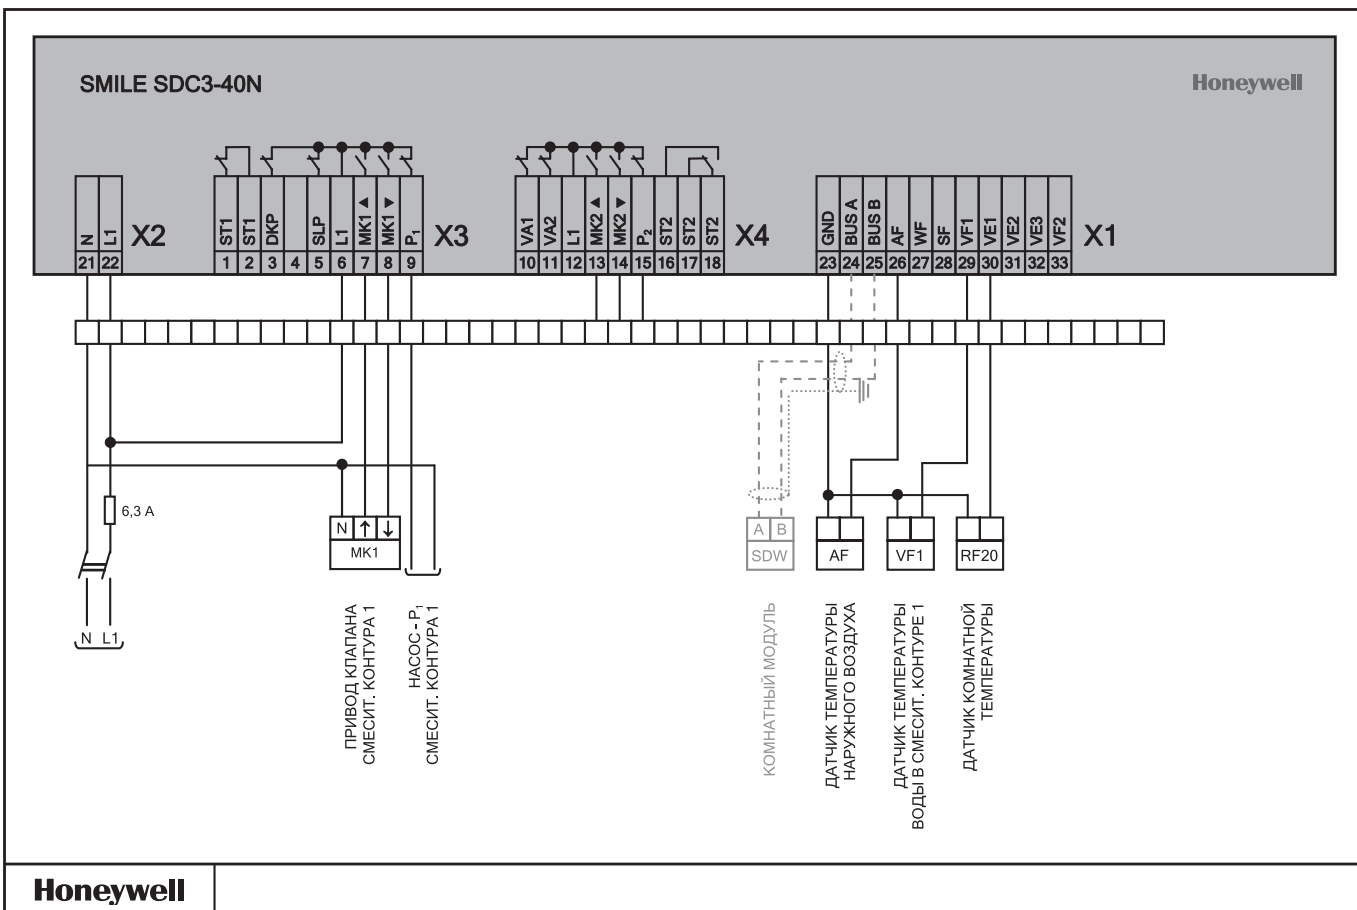 SMILE SDC3-40N
Honeywell
N L1
21 22
X2
ST1 ST1 DKP SLP L1 MK1 ◄ MK1 ► P₁
1 2 3 4 5 6 7 8 9
X3
VA1 VA2 L1 MK2 ◄ MK2 ► P₂ ST2 ST2 ST2
10 11 12 13 14 15 16 17 18
X4
GND BUS A BUS B AF WF SF VF1 VE1 VE2 VE3 VF2
23 24 25 26 27 28 29 30 31 32 33
X1
6,3 A
N L1
N ↑ ↓
MK1
A B
SDW
AF
VF1
RF20
ПРИВОД КЛАПАНА
СМЕСИТ. КОНТУРА 1
НАСОС - P₁
СМЕСИТ. КОНТУРА 1
КОМНАТНЫЙ МОДУЛЬ
ДАТЧИК ТЕМПЕРАТУРЫ
НАРУЖНОГО ВОЗДУХА
ДАТЧИК ТЕМПЕРАТУРЫ
ВОДЫ В СМЕСИТ. КОНТУРЕ 1
ДАТЧИК КОМНАТНОЙ
ТЕМПЕРАТУРЫ
Honeywell